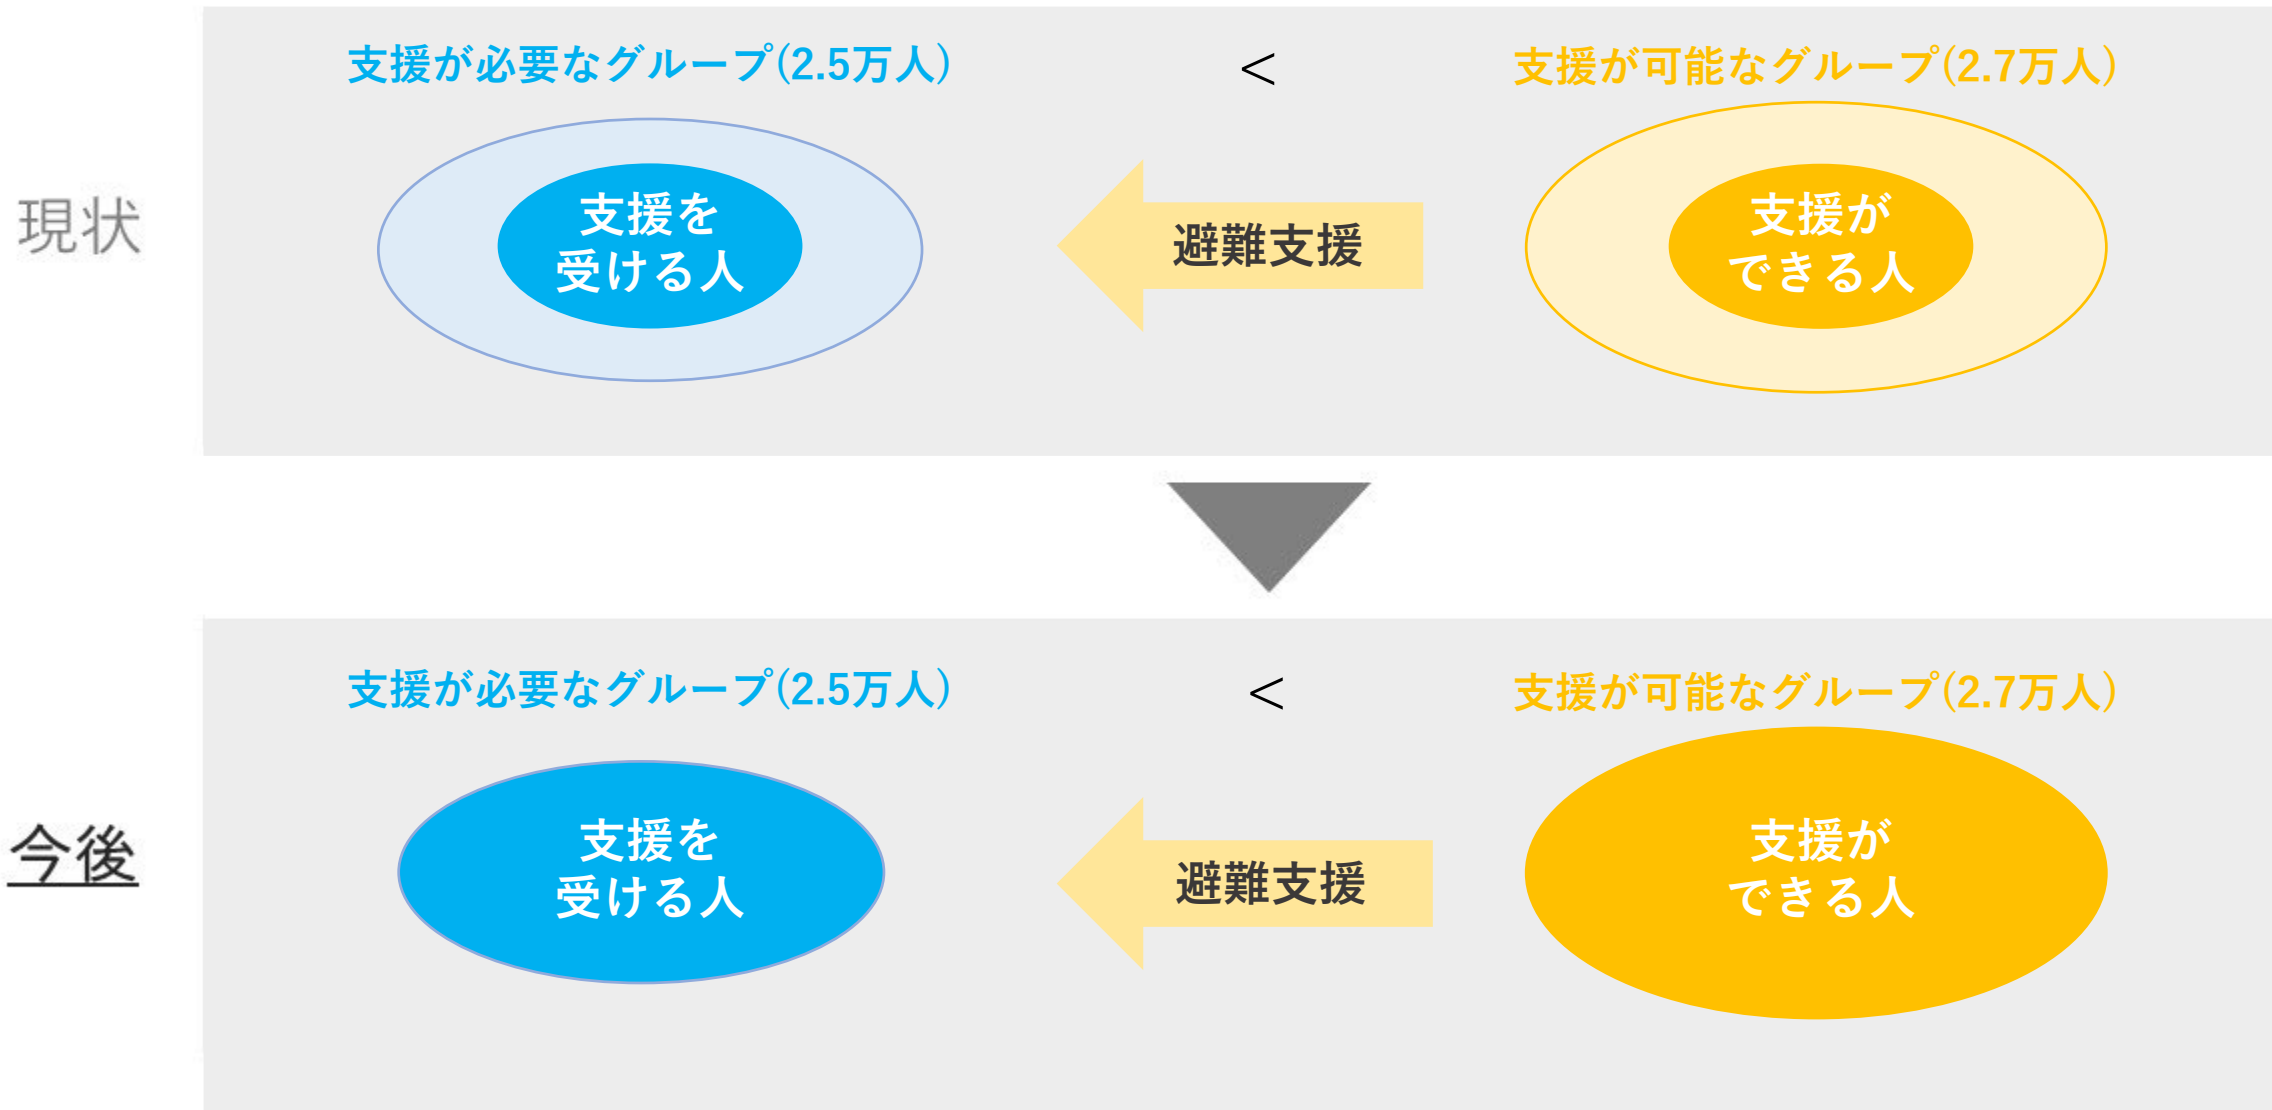 支援が必要なグループ(2.5万人)
<
支援が可能なグループ(2.7万人)
現状
支援を
受ける人
避難支援
支援が
できる人
支援が必要なグループ(2.5万人)
<
支援が可能なグループ(2.7万人)
今後
支援を
受ける人
避難支援
支援が
できる人